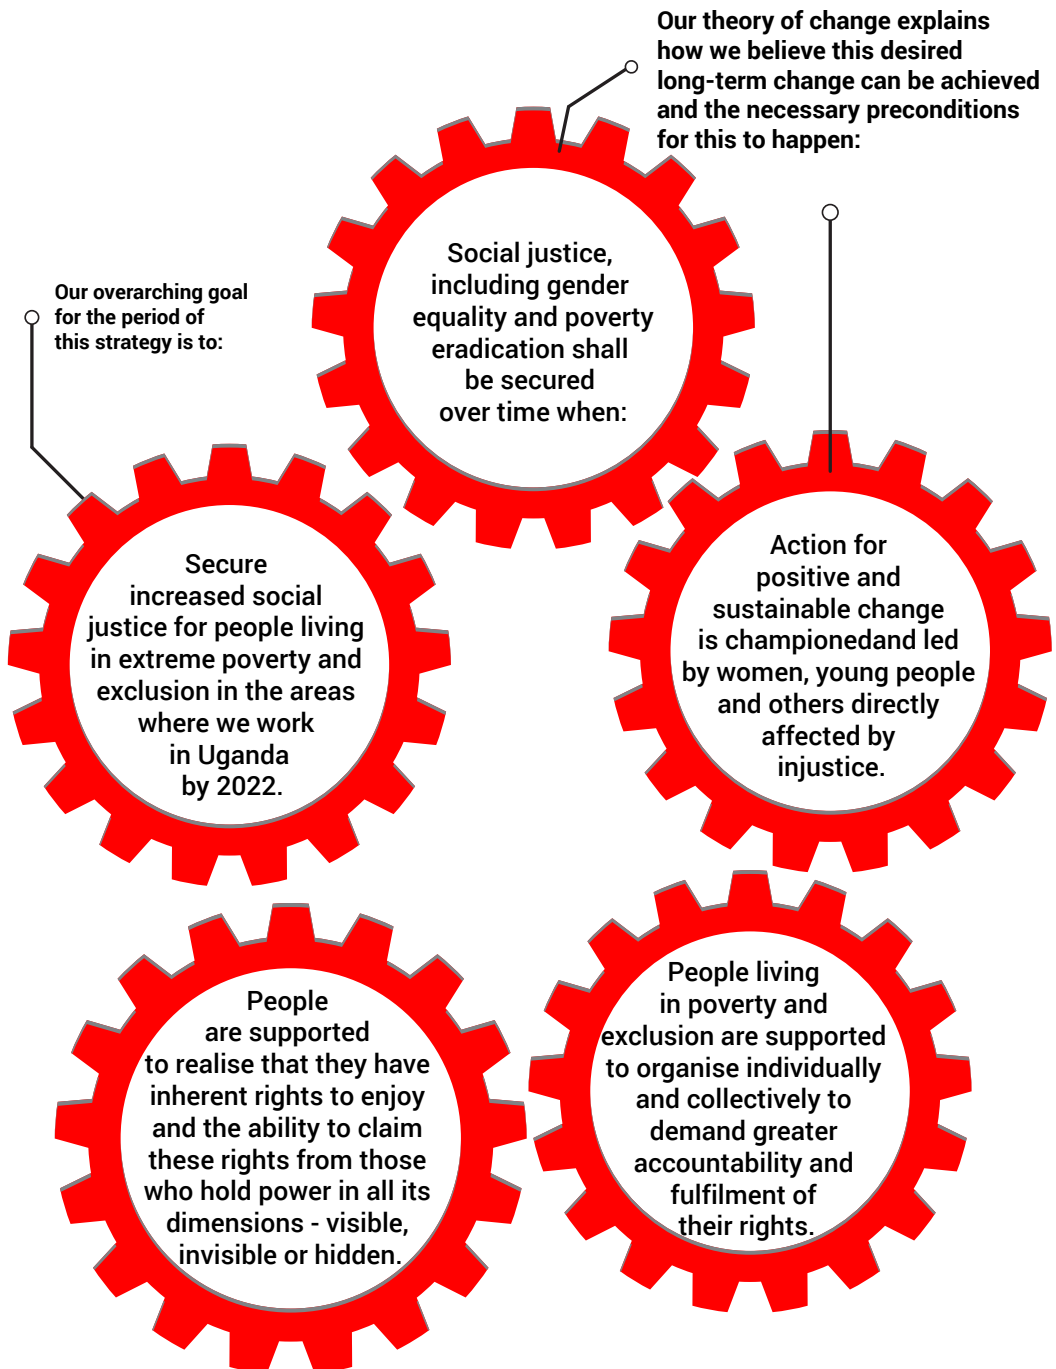 Our theory of change explains
how we believe this desired
long-term change can be achieved
and the necessary preconditions
for this to happen:
Social justice,
including gender
equality and poverty
eradication shall
be secured
over time when:
Our overarching goal
for the period of
this strategy is to:
Secure
increased social
justice for people living
in extreme poverty and
exclusion in the areas
where we work
in Uganda
by 2022.
Action for
positive and
sustainable change
is championedand led
by women, young people
and others directly
affected by
injustice.
People
are supported
to realise that they have
inherent rights to enjoy
and the ability to claim
these rights from those
who hold power in all its
dimensions - visible,
invisible or hidden.
People living
in poverty and
exclusion are supported
to organise individually
and collectively to
demand greater
accountability and
fulfilment of
their rights.